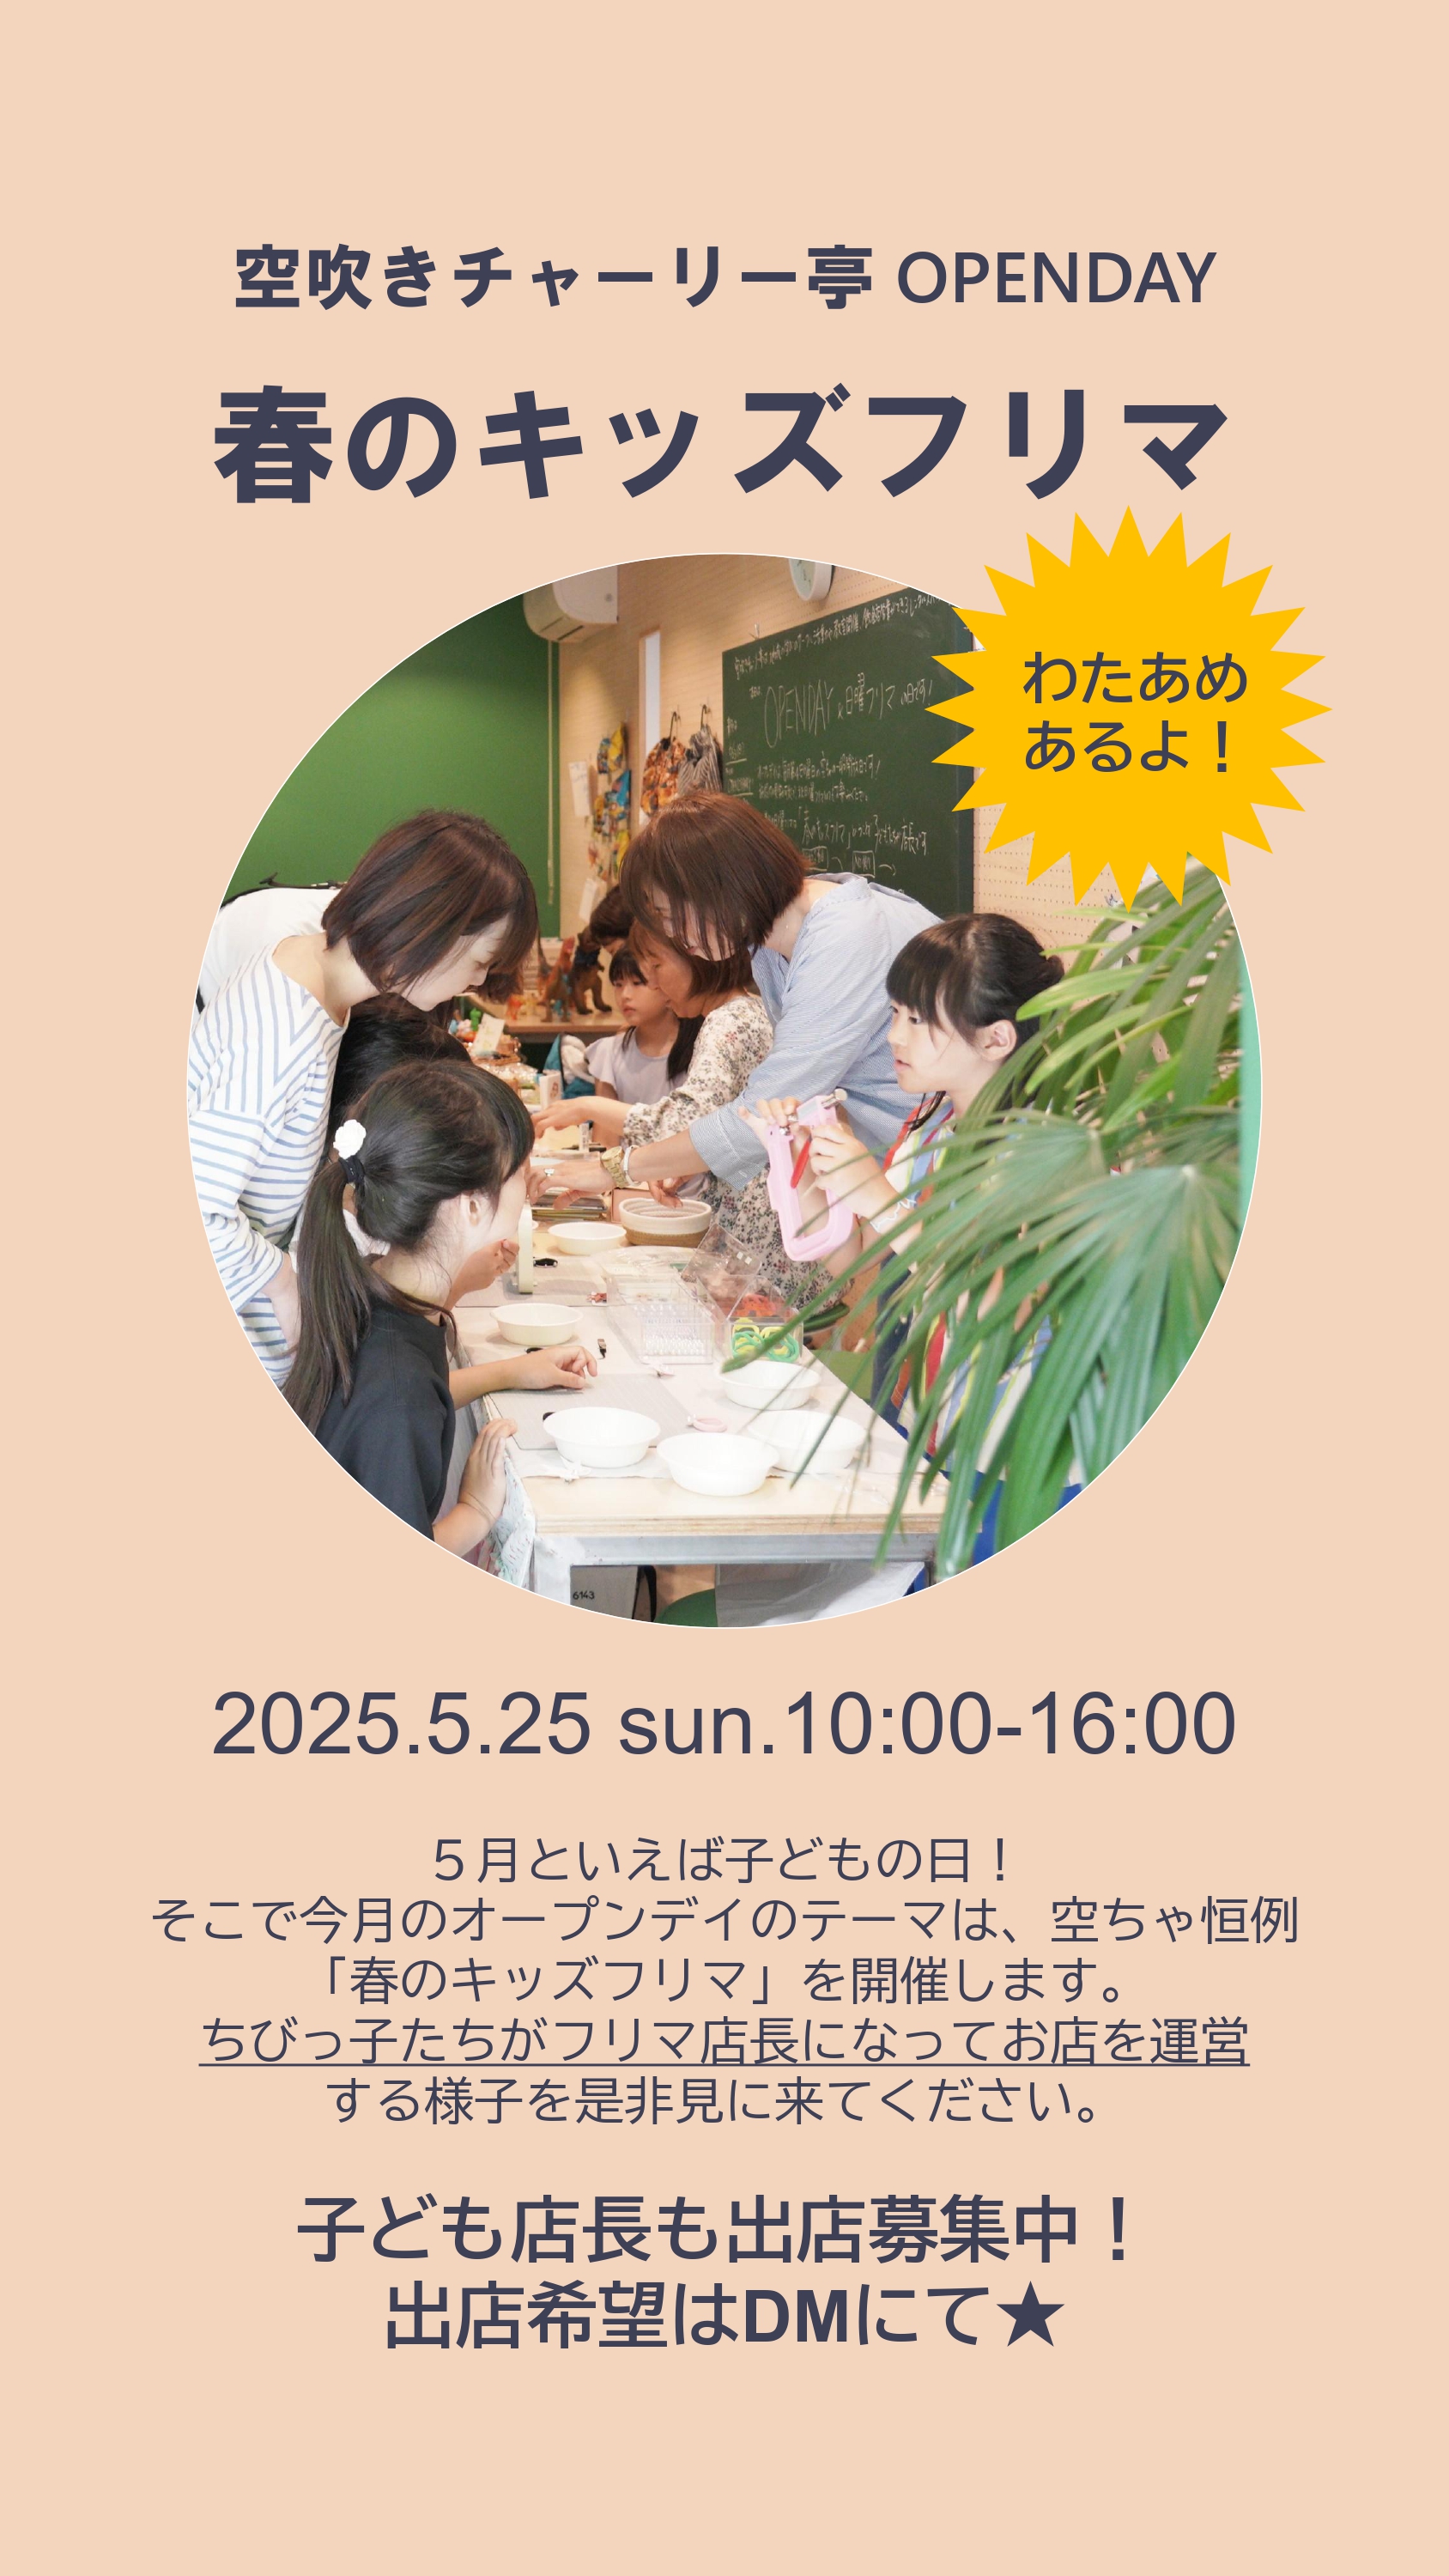 空吹きチャーリー亭 OPENDAY
春のキッズフリマ
わたあめ
あるよ！
OPENDAY 日曜フリマ
6143
2025.5.25 sun.10:00-16:00
５月といえば子どもの日！
そこで今月のオープンデイのテーマは、空ちゃ恒例
「春のキッズフリマ」を開催します。
ちびっ子たちがフリマ店長になってお店を運営
する様子を是非見に来てください。
子ども店長も出店募集中！
出店希望はDMにて★